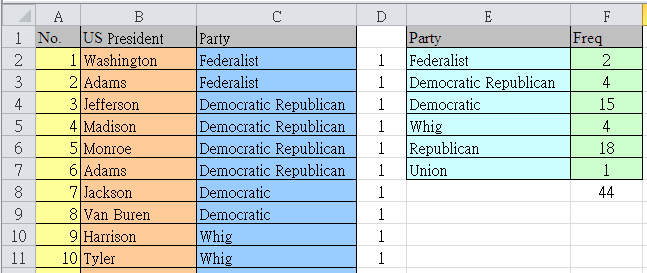 A B C D E F
1 No. US President Party Party Freq
2 1 Washington Federalist 1 Federalist 2
3 2 Adams Federalist 1 Democratic Republican 4
4 3 Jefferson Democratic Republican 1 Democratic 15
5 4 Madison Democratic Republican 1 Whig 4
6 5 Monroe Democratic Republican 1 Republican 18
7 6 Adams Democratic Republican 1 Union 1
8 7 Jackson Democratic 1 44
9 8 Van Buren Democratic 1
10 9 Harrison Whig 1
11 10 Tyler Whig 1